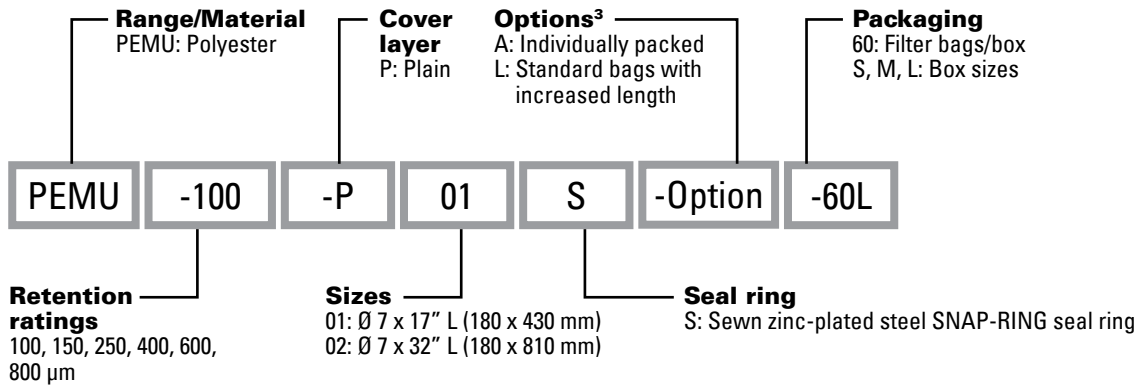 Range/Material
PEMU: Polyester
Cover
layer
P: Plain
Options³
A: Individually packed
L: Standard bags with
increased length
Packaging
60: Filter bags/box
S, M, L: Box sizes
PEMU -100 -P 01 S -Option -60L
Retention
ratings
100, 150, 250, 400, 600,
800 µm
Sizes
01: Ø 7 x 17” L (180 x 430 mm)
02: Ø 7 x 32” L (180 x 810 mm)
Seal ring
S: Sewn zinc-plated steel SNAP-RING seal ring